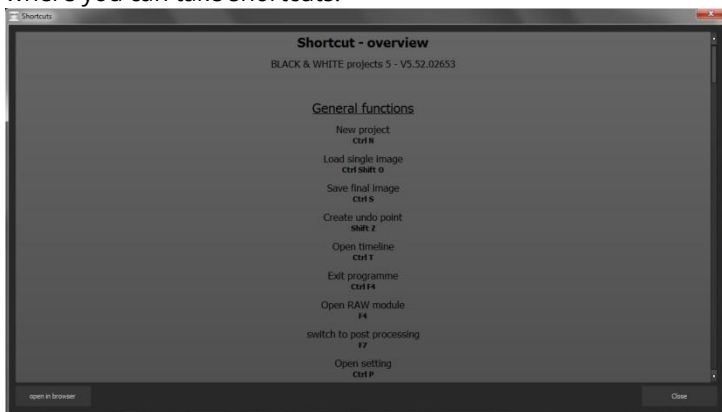 where you can take shortcuts.
Shortcuts
Shortcut - overview
BLACK & WHITE projects 5 - V5.52.02653
General functions
New project
Ctrl N
Load single image
Ctrl Shift O
Save final image
Ctrl S
Create undo point
Shift Z
Open timeline
Ctrl T
Exit programme
Ctrl F4
Open RAW module
F4
switch to post processing
F7
Open setting
Ctrl P
open in browser
Close